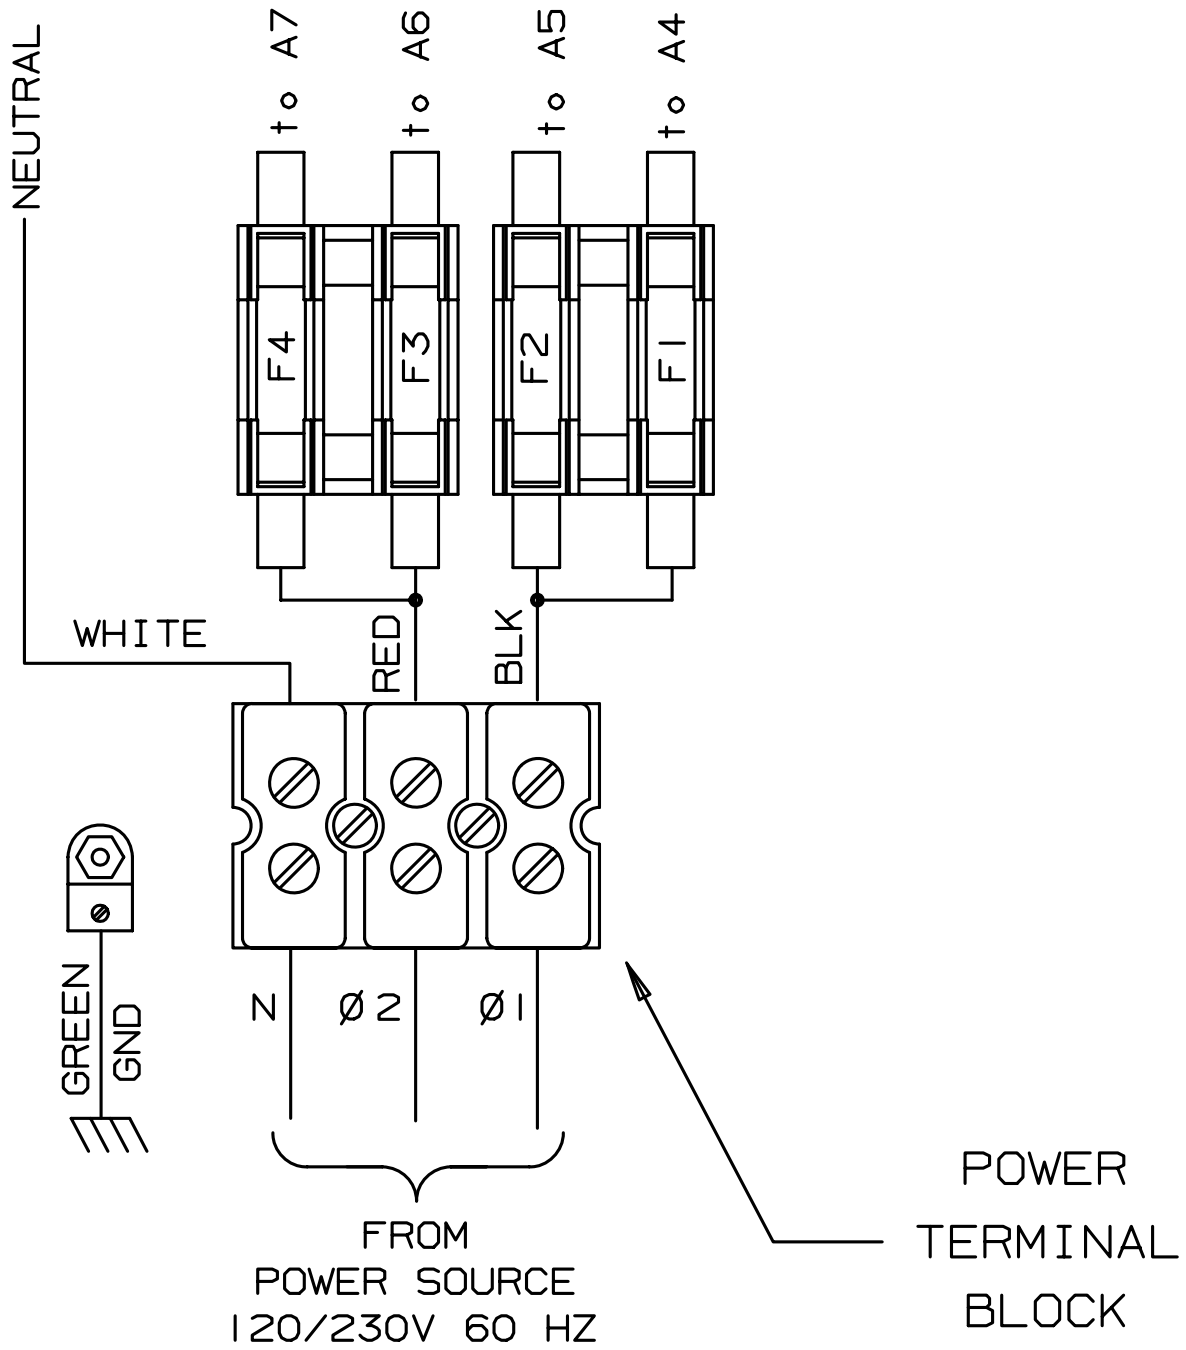 NEUTRAL
to A7
to A6
to A5
to A4
F4
F3
F2
F1
WHITE
RED
BLK
GREEN
GND
N
Ø2
Ø1
FROM
POWER SOURCE
120/230V 60 HZ
POWER
TERMINAL
BLOCK